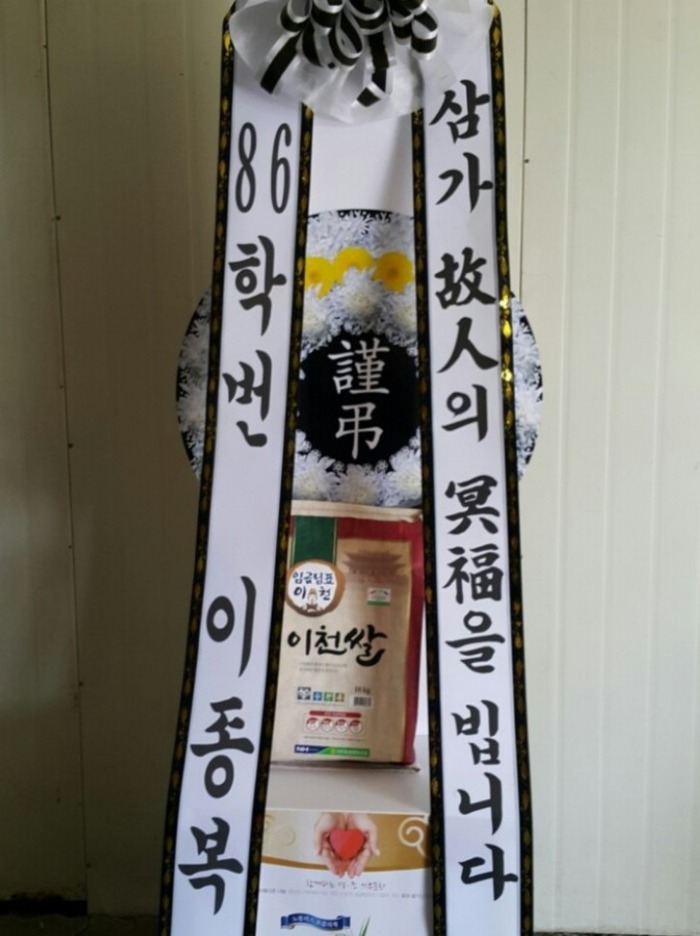 삼가 故人의 冥福을 빕니다
86학번 이종복
謹弔
임금님표
이천
이천쌀
10kg